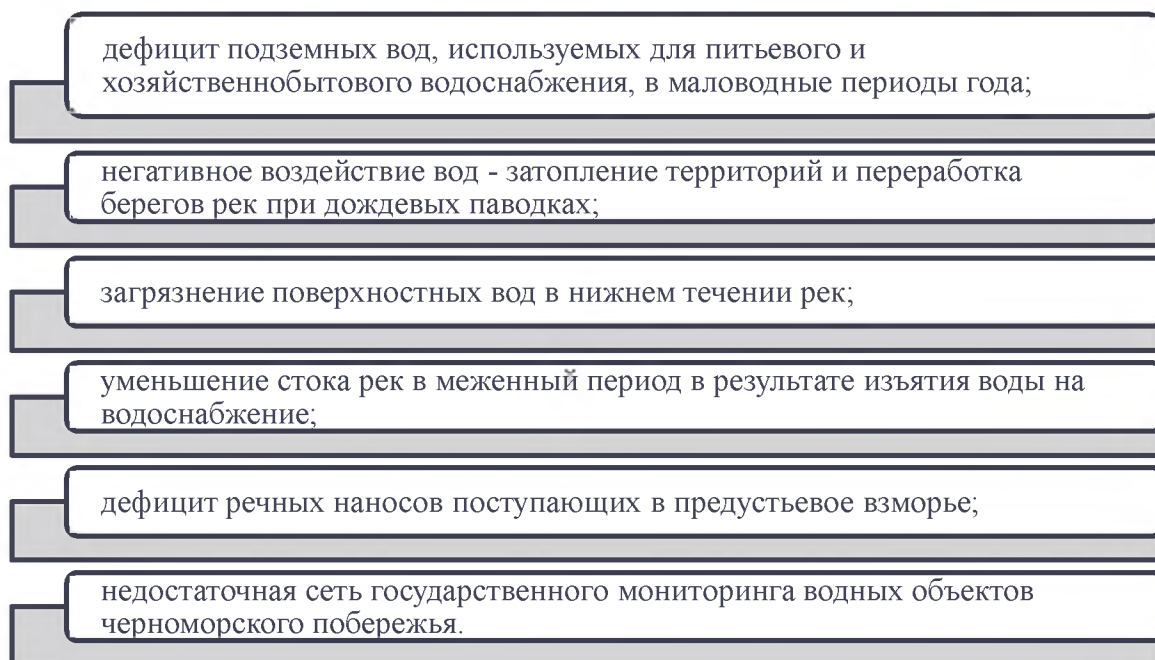 дефицит подземных вод, используемых для питьевого и
хозяйственнобытового водоснабжения, в маловодные периоды года;
негативное воздействие вод - затопление территорий и переработка
берегов рек при дождевых паводках;
загрязнение поверхностных вод в нижнем течении рек;
уменьшение стока рек в меженный период в результате изъятия воды на
водоснабжение;
дефицит речных наносов поступающих в предустьевое взморье;
недостаточная сеть государственного мониторинга водных объектов
черноморского побережья.